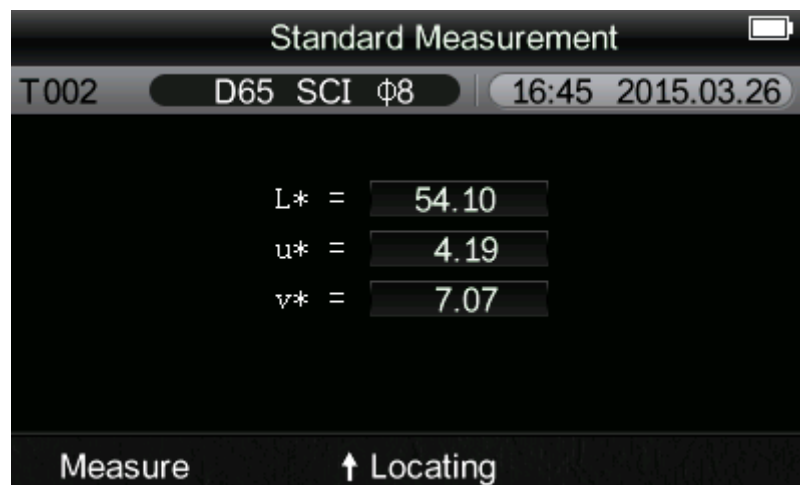 Standard Measurement
T002 D65 SCI Φ8 16:45 2015.03.26
L* = 54.10
u* = 4.19
v* = 7.07
Measure ↑ Locating